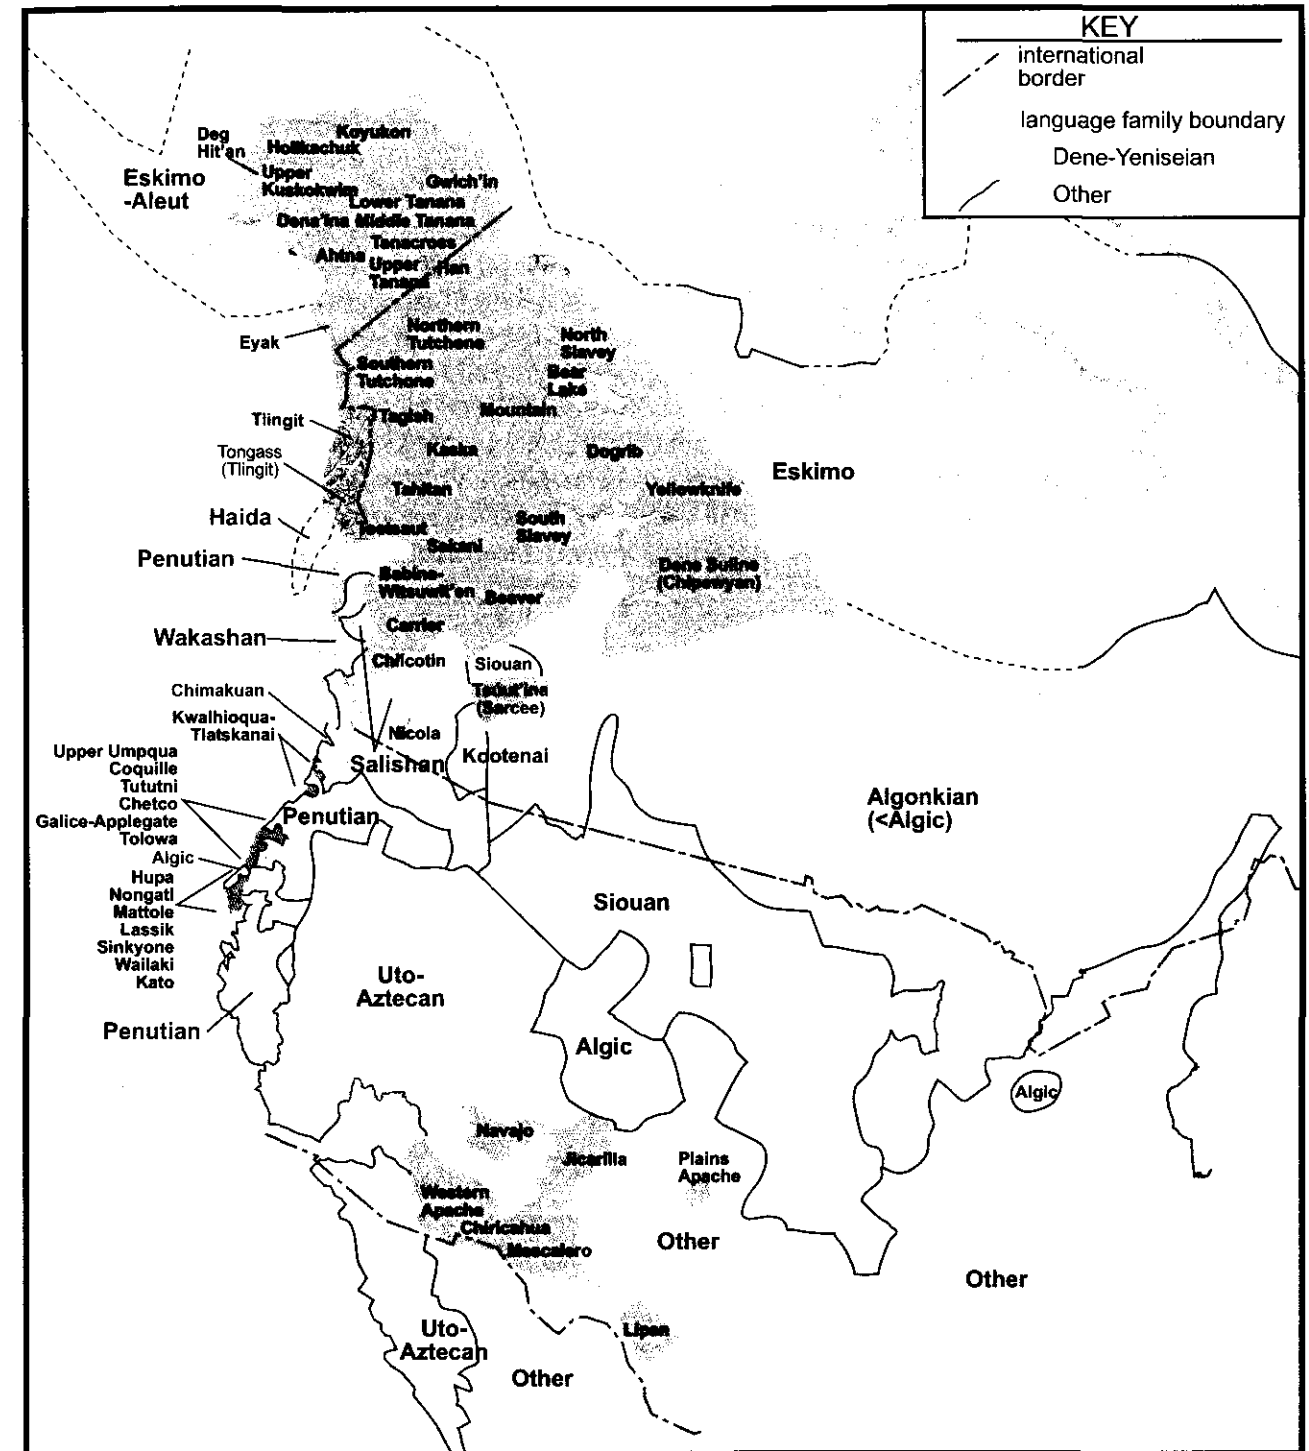 KEY
international
border
language family boundary
Dene-Yeniseian
Other
Deg
Hit'an
Koyukon
Holikachuk
Eskimo
-Aleut
Upper
Kuskokwim
Gwich'in
Lower Tanana
Dena'ina
Middle Tanana
Tanacross
Ahtna
Upper
Tanana
Han
Eyak
Northern
Tutchone
North
Slavey
Southern
Tutchone
Bear
Lake
Tagish
Mountain
Tlingit
Kaska
Dogrib
Tongass
(Tlingit)
Eskimo
Tahltan
Yellowknife
Haida
Tsetsaut
South
Slavey
Sekani
Penutian
Dene Suline
(Chipewyan)
Babine-
Witsuwit'en
Beaver
Carrier
Wakashan
Chilcotin
Siouan
Tsuut'ina
(Sarcee)
Chimakuan
Kwalhioqua-
Tlatskanai
Nicola
Kootenai
Salishan
Upper Umpqua
Coquille
Tututni
Chetco
Galice-Applegate
Tolowa
Penutian
Algonkian
(<Algic)
Algic
Hupa
Nongatl
Mattole
Lassik
Sinkyone
Wailaki
Kato
Siouan
Uto-
Aztecan
Penutian
Algic
Algic
Navajo
Jicarilla
Plains
Apache
Western
Apache
Chiricahua
Mescalero
Other
Other
Lipan
Uto-
Aztecan
Other